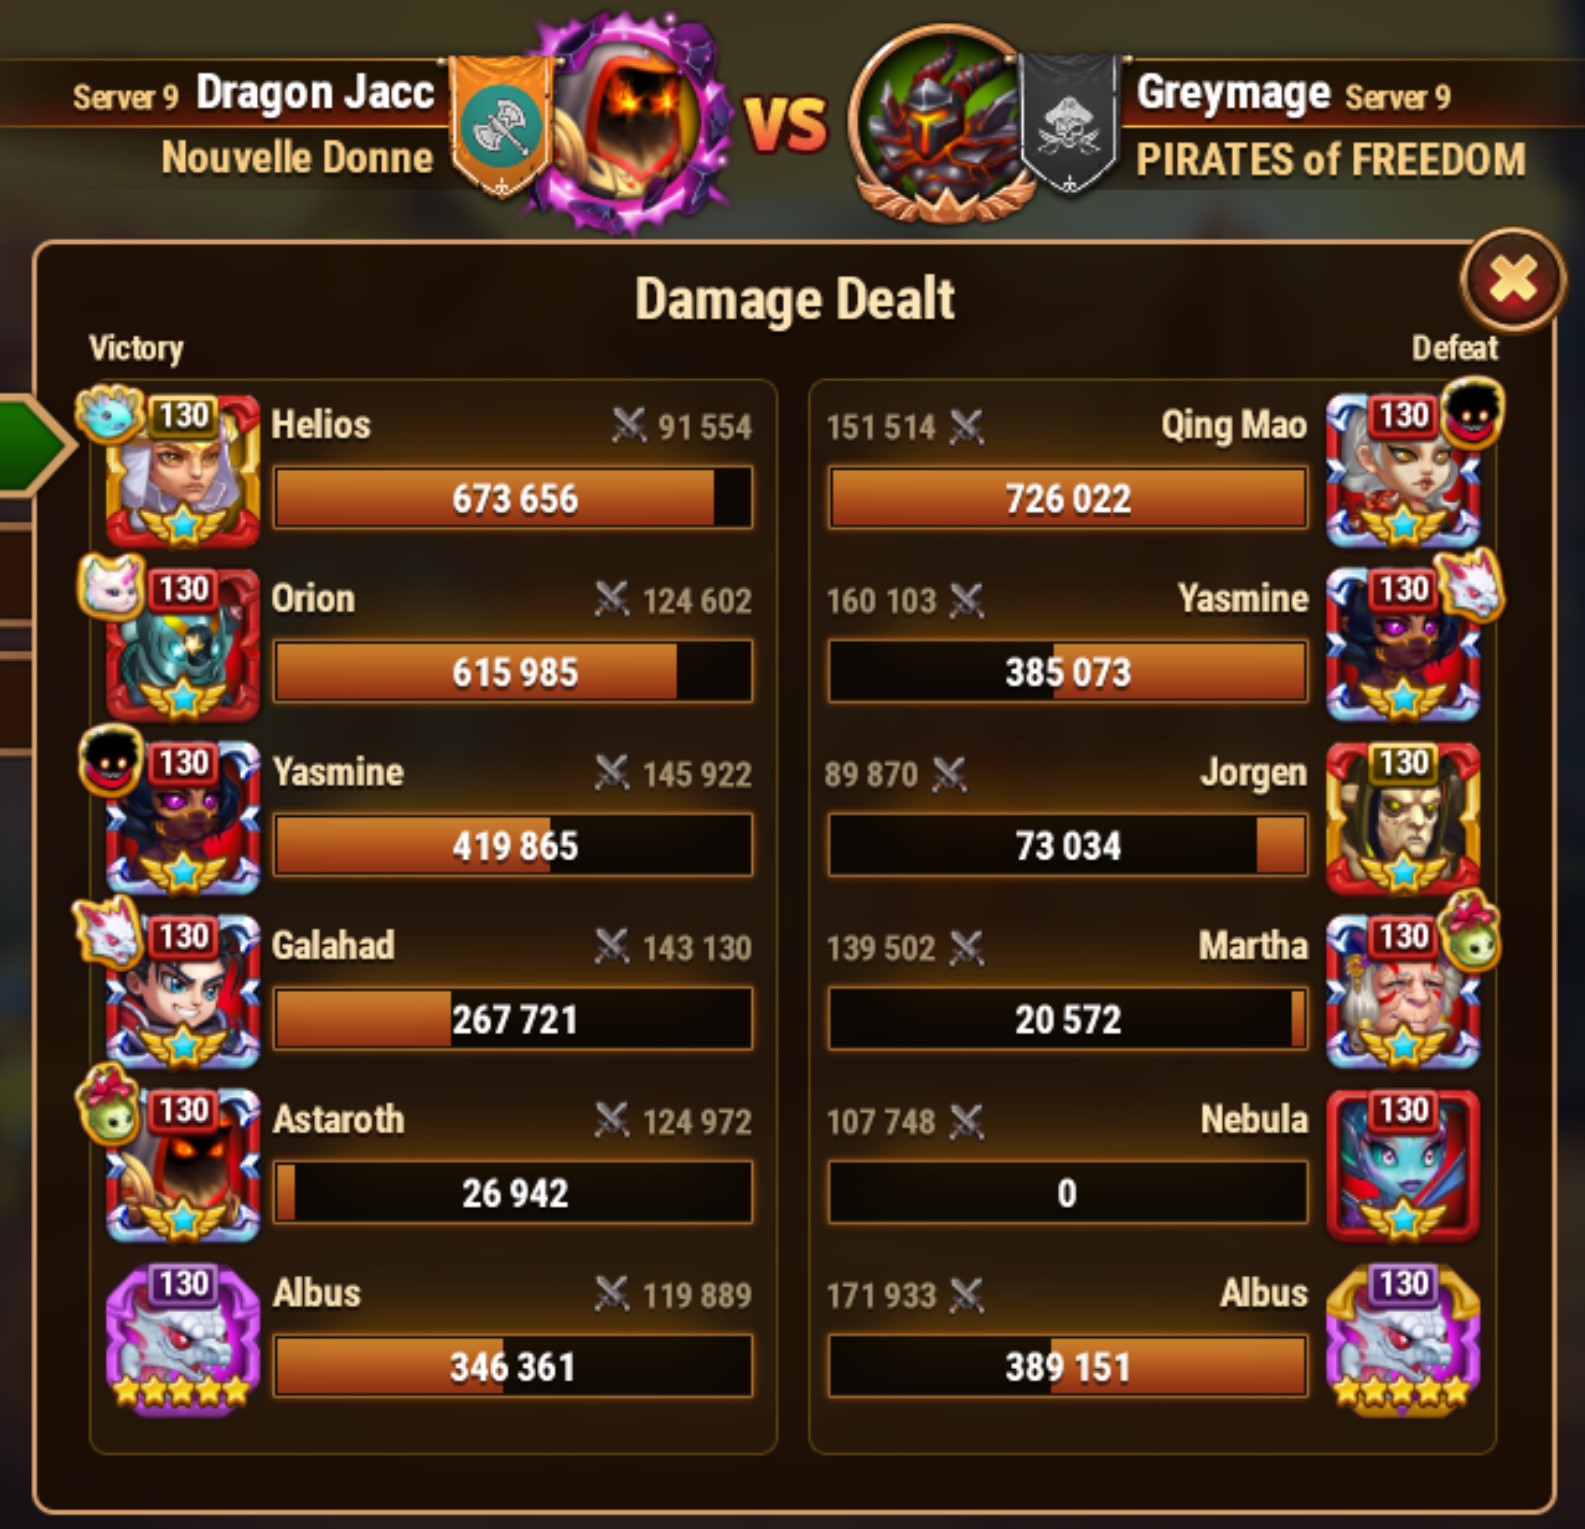 Server 9 Dragon Jacc
Nouvelle Donne
VS
Greymage Server 9
PIRATES of FREEDOM
Damage Dealt
Victory
Defeat
130 Helios 91 554
673 656
151 514 Qing Mao 130
726 022
130 Orion 124 602
615 985
160 103 Yasmine 130
385 073
130 Yasmine 145 922
419 865
89 870 Jorgen 130
73 034
130 Galahad 143 130
267 721
139 502 Martha 130
20 572
130 Astaroth 124 972
26 942
107 748 Nebula 130
0
130 Albus 119 889
346 361
171 933 Albus 130
389 151